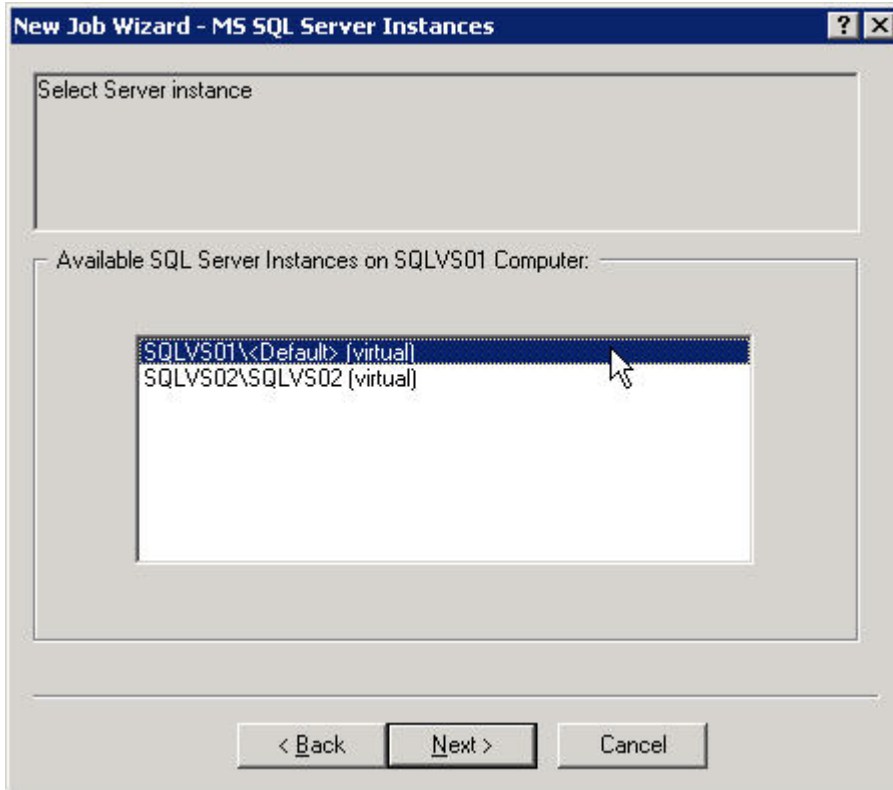 New Job Wizard - MS SQL Server Instances
Select Server instance
Available SQL Server Instances on SQLVS01 Computer:
SQLVS01\<Default> (virtual)
SQLVS02\SQLVS02 (virtual)
< Back
Next >
Cancel